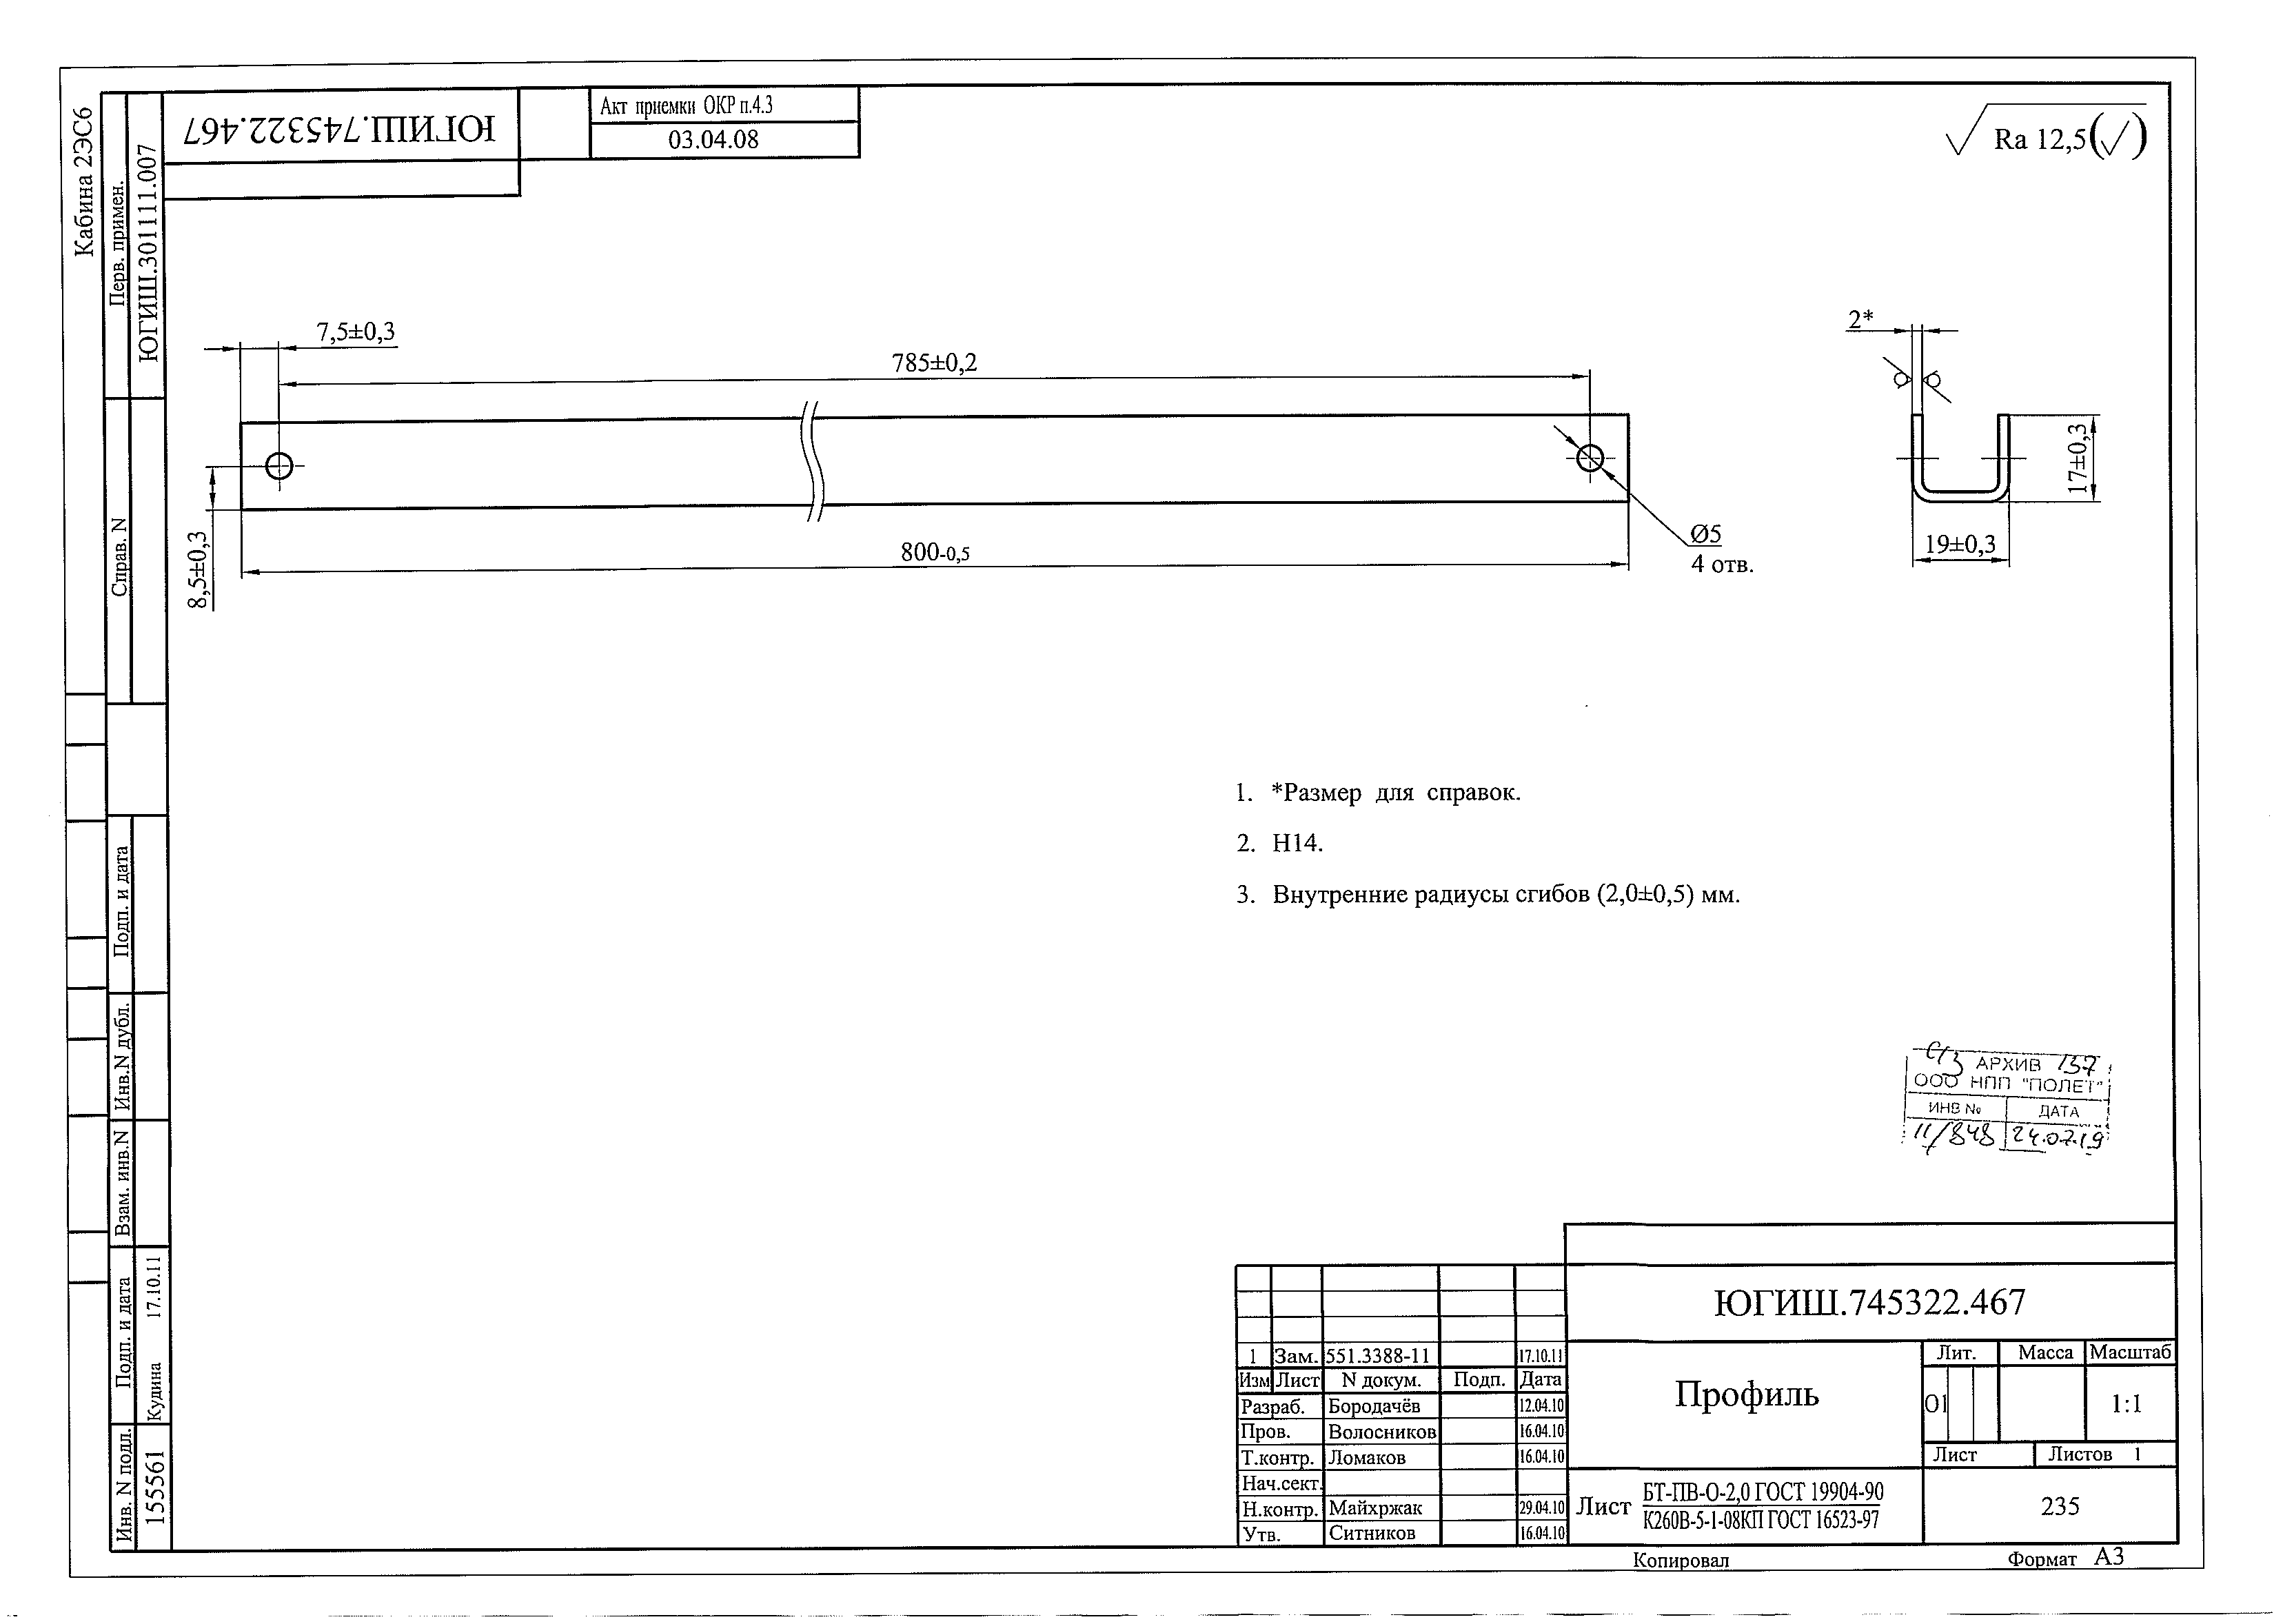 Кабина 2ЭС6
Перв. примен.
ЮГИШ.301111.007
ЮГИШ.745322.467
Акт приемки ОКР п.4.3
03.04.08
Ra 12,5(√)
7,5±0,3
785±0,2
8,5±0,3
800-0,5
Ø5
4 отв.
2*
17±0,3
19±0,3
Справ. N
1. *Размер для справок.
2. Н14.
3. Внутренние радиусы сгибов (2,0±0,5) мм.
Подп. и дата
Инв.N дубл.
Взам. инв.N
Подп. и дата
Кудина 17.10.11
Инв. N подл.
155561
АРХИВ 137
ООО НПП "ПОЛЕТ"
ИНВ № ДАТА
11/848 24.07.19
ЮГИШ.745322.467
1 Зам. 551.3388-11 17.10.11
Изм Лист N докум. Подп. Дата
Разраб. Бородачёв 12.04.10
Пров. Волосников 16.04.10
Т.контр. Ломаков 16.04.10
Нач.сект.
Н.контр. Майхржак 29.04.10
Утв. Ситников 16.04.10
Профиль
Лит. Масса Масштаб
О1 1:1
Лист Листов 1
Лист БТ-ПВ-О-2,0 ГОСТ 19904-90
К260В-5-1-08КП ГОСТ 16523-97
235
Копировал
Формат А3